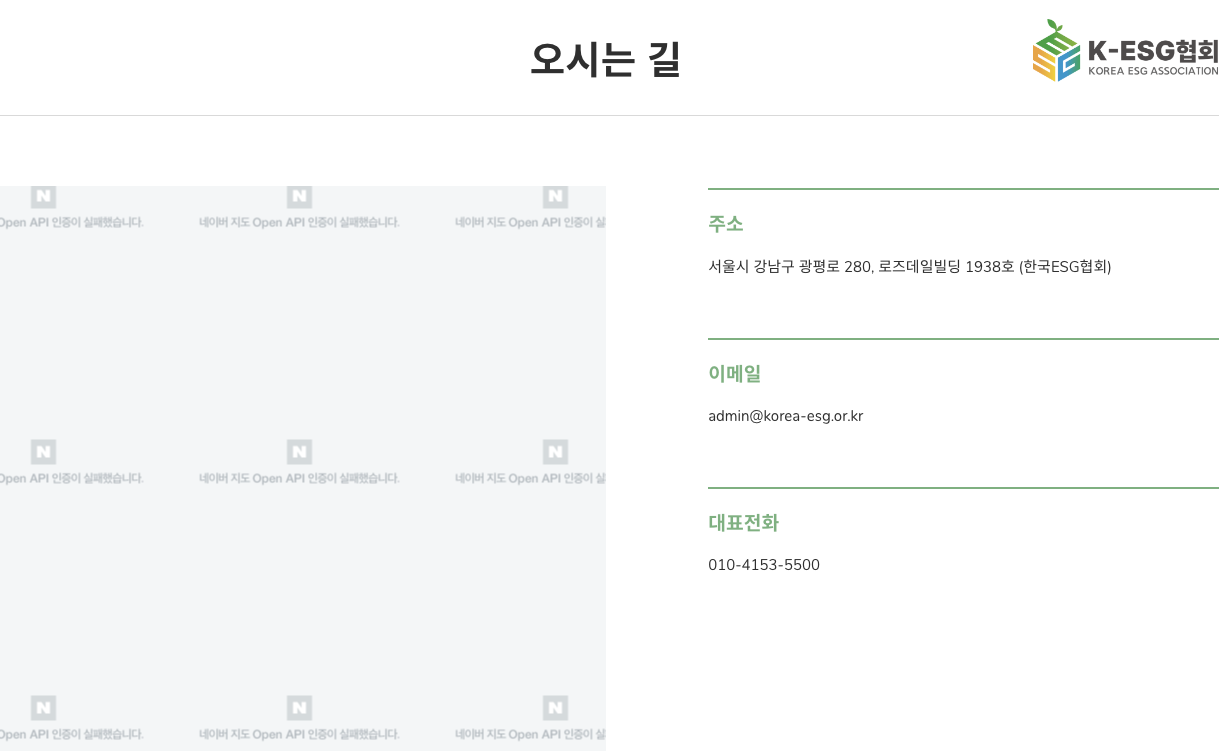 오시는 길
K-ESG협회
KOREA ESG ASSOCIATION
Open API 인증이 실패했습니다.
네이버 지도 Open API 인증이 실패했습니다.
네이버 지도 Open API 인증이 실
주소
서울시 강남구 광평로 280, 로즈데일빌딩 1938호 (한국ESG협회)
이메일
admin@korea-esg.or.kr
Open API 인증이 실패했습니다.
네이버 지도 Open API 인증이 실패했습니다.
네이버 지도 Open API 인증이 실
대표전화
010-4153-5500
Open API 인증이 실패했습니다.
네이버 지도 Open API 인증이 실패했습니다.
네이버 지도 Open API 인증이 실